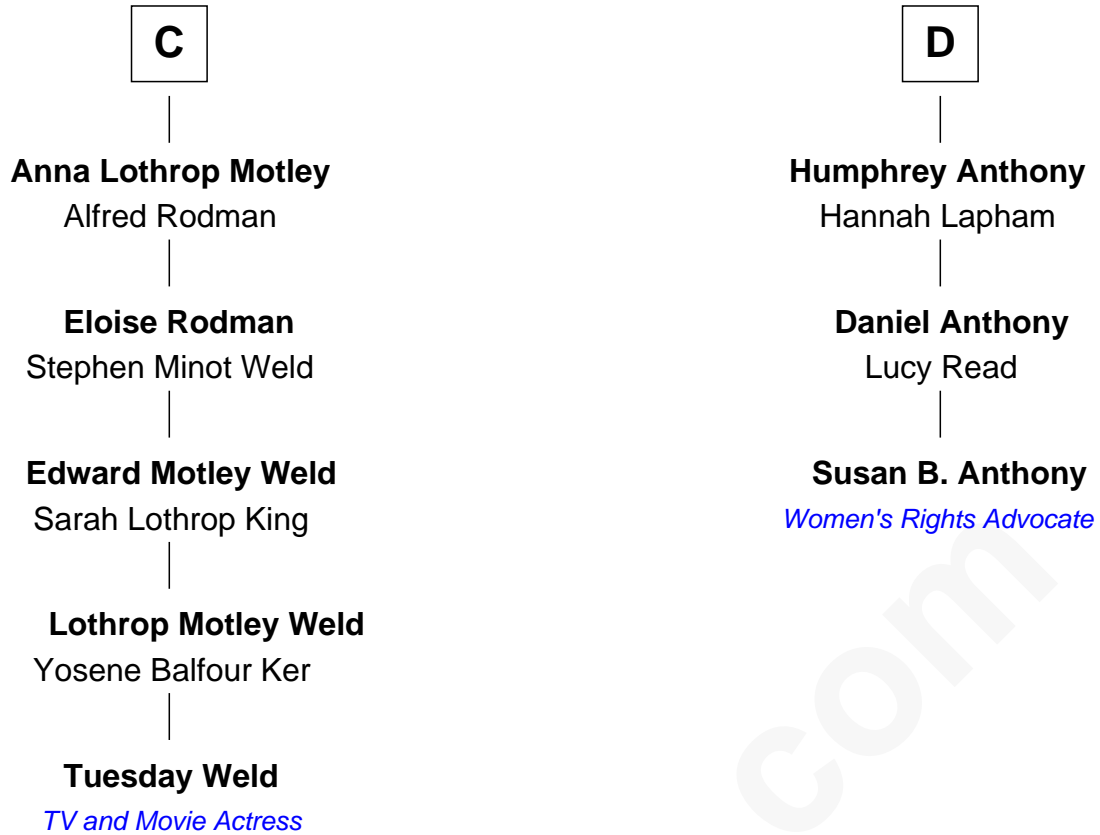 C
Anna Lothrop Motley
Alfred Rodman
Eloise Rodman
Stephen Minot Weld
Edward Motley Weld
Sarah Lothrop King
Lothrop Motley Weld
Yosene Balfour Ker
Tuesday Weld
TV and Movie Actress
D
Humphrey Anthony
Hannah Lapham
Daniel Anthony
Lucy Read
Susan B. Anthony
Women's Rights Advocate
com